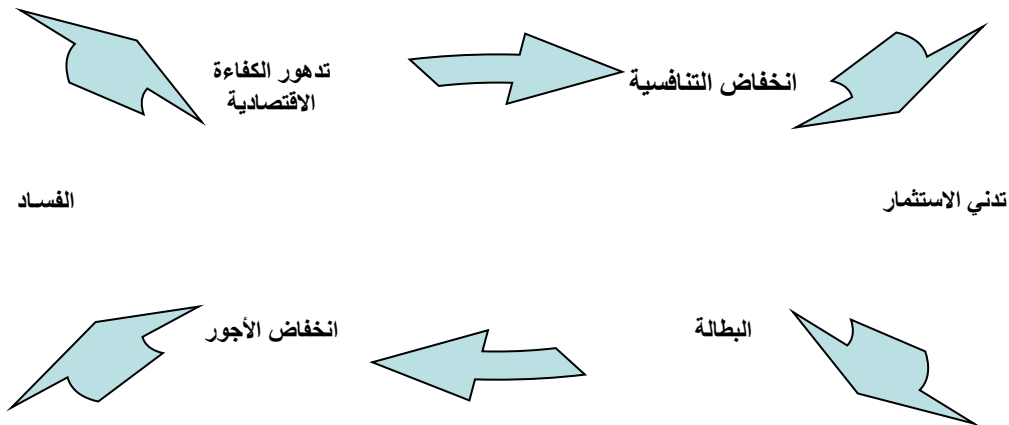 تدهور الكفاءة
الاقتصادية
انخفاض التنافسية
الفساد
تدني الاستثمار
انخفاض الأجور
البطالة